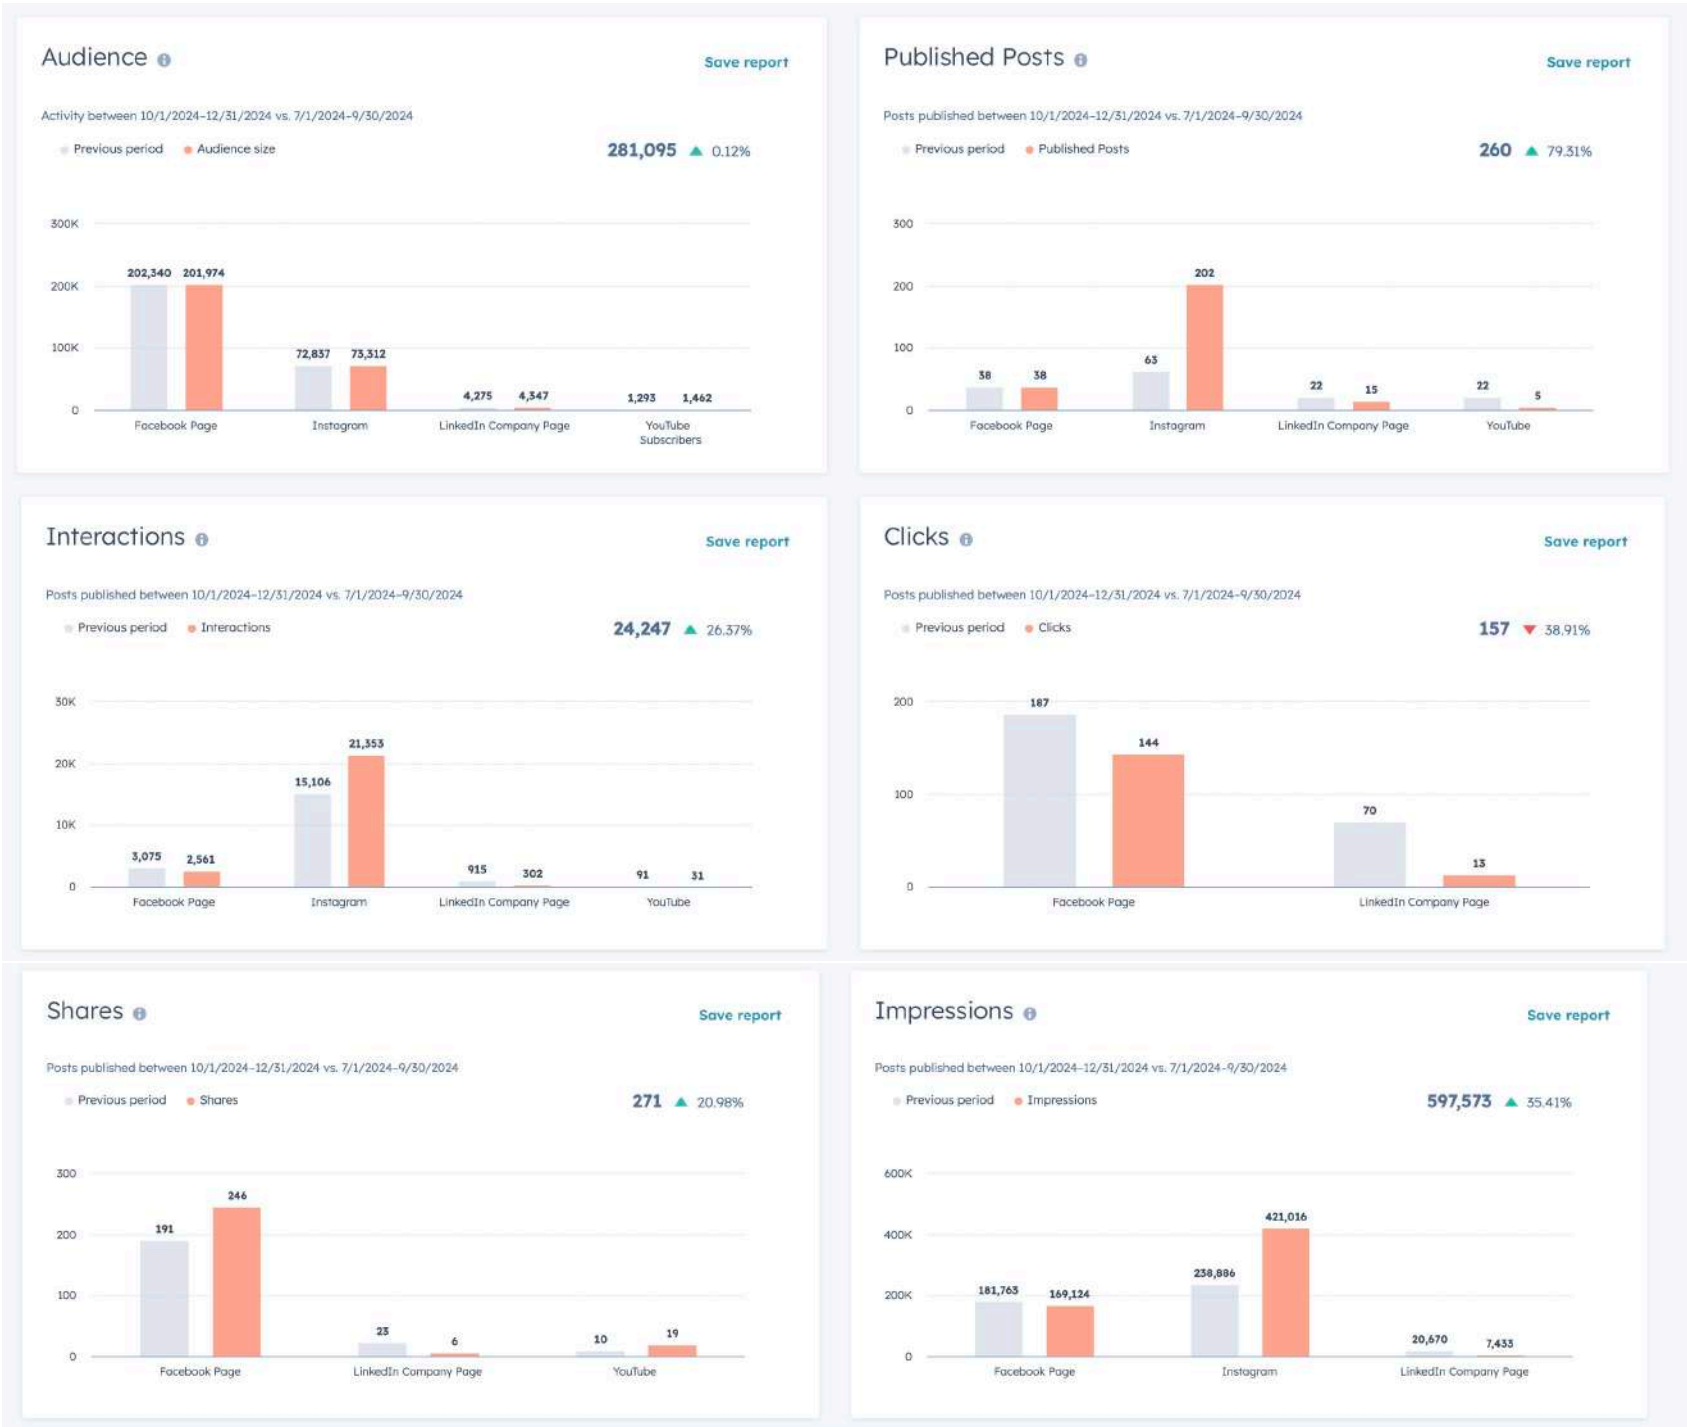 Audience
Save report
Activity between 10/1/2024-12/31/2024 vs. 7/1/2024-9/30/2024
Previous period Audience size
281,095 ▲ 0.12%
300K
202,340 201,974
200K
100K
72,837 73,312
4,275 4,347
1,293 1,462
0
Facebook Page Instagram LinkedIn Company Page YouTube
Subscribers
Published Posts
Save report
Posts published between 10/1/2024-12/31/2024 vs. 7/1/2024-9/30/2024
Previous period Published Posts
260 ▲ 79.31%
300
202
200
100
63
38 38
22 15
22 5
0
Facebook Page Instagram LinkedIn Company Page YouTube
Interactions
Save report
Posts published between 10/1/2024-12/31/2024 vs. 7/1/2024-9/30/2024
Previous period Interactions
24,247 ▲ 26.37%
30K
21,353
20K
15,106
10K
3,075 2,561
915 302
91 31
0
Facebook Page Instagram LinkedIn Company Page YouTube
Clicks
Save report
Posts published between 10/1/2024-12/31/2024 vs. 7/1/2024-9/30/2024
Previous period Clicks
157 ▼ 38.91%
200
187
144
100
70
13
0
Facebook Page LinkedIn Company Page
Shares
Save report
Posts published between 10/1/2024-12/31/2024 vs. 7/1/2024-9/30/2024
Previous period Shares
271 ▲ 20.98%
300
246
191
200
100
23 6
10 19
0
Facebook Page LinkedIn Company Page YouTube
Impressions
Save report
Posts published between 10/1/2024-12/31/2024 vs. 7/1/2024-9/30/2024
Previous period Impressions
597,573 ▲ 35.41%
600K
421,016
400K
238,886
181,763 169,124
200K
20,670 7,433
0
Facebook Page Instagram LinkedIn Company Page